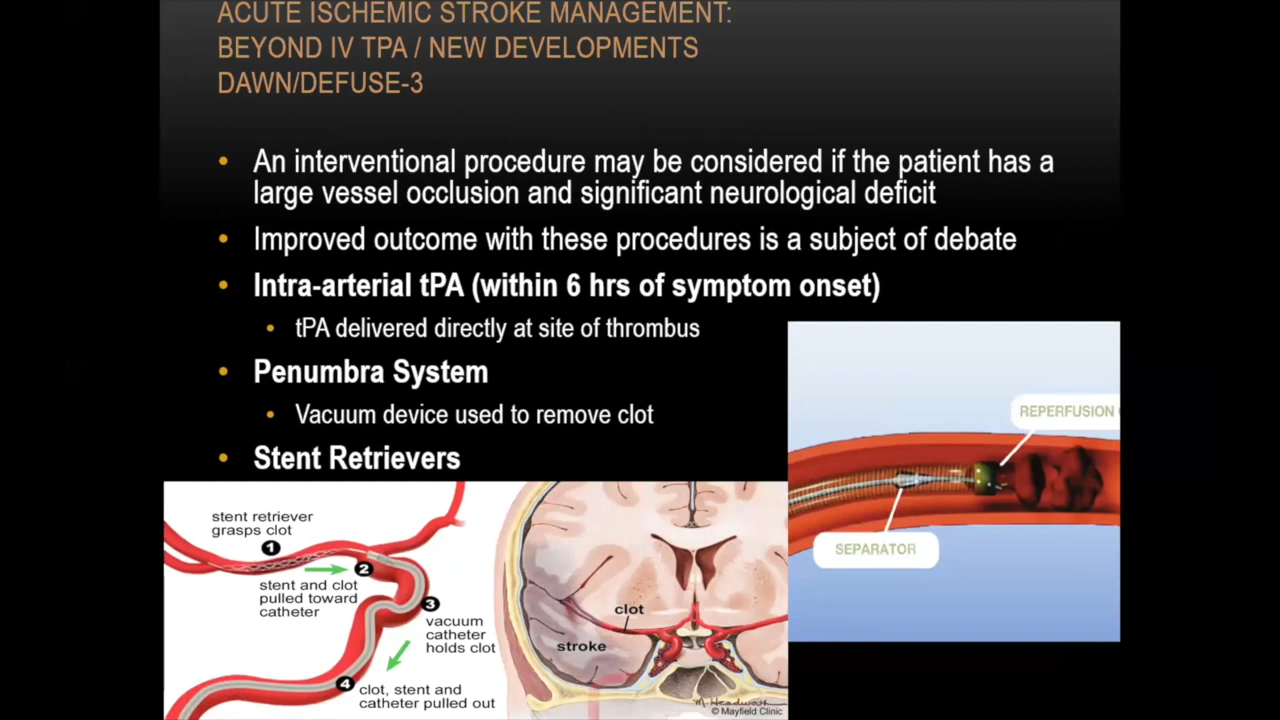 ACUTE ISCHEMIC STROKE MANAGEMENT:
BEYOND IV TPA / NEW DEVELOPMENTS
DAWN/DEFUSE-3
• An interventional procedure may be considered if the patient has a
large vessel occlusion and significant neurological deficit
• Improved outcome with these procedures is a subject of debate
• Intra-arterial tPA (within 6 hrs of symptom onset)
• tPA delivered directly at site of thrombus
• Penumbra System
• Vacuum device used to remove clot
• Stent Retrievers
REPERFUSION
SEPARATOR
stent retriever
grasps clot
1
2
stent and clot
pulled toward
catheter
3
vacuum
catheter
holds clot
4
clot, stent and
catheter pulled out
clot
stroke
© Mayfield Clinic